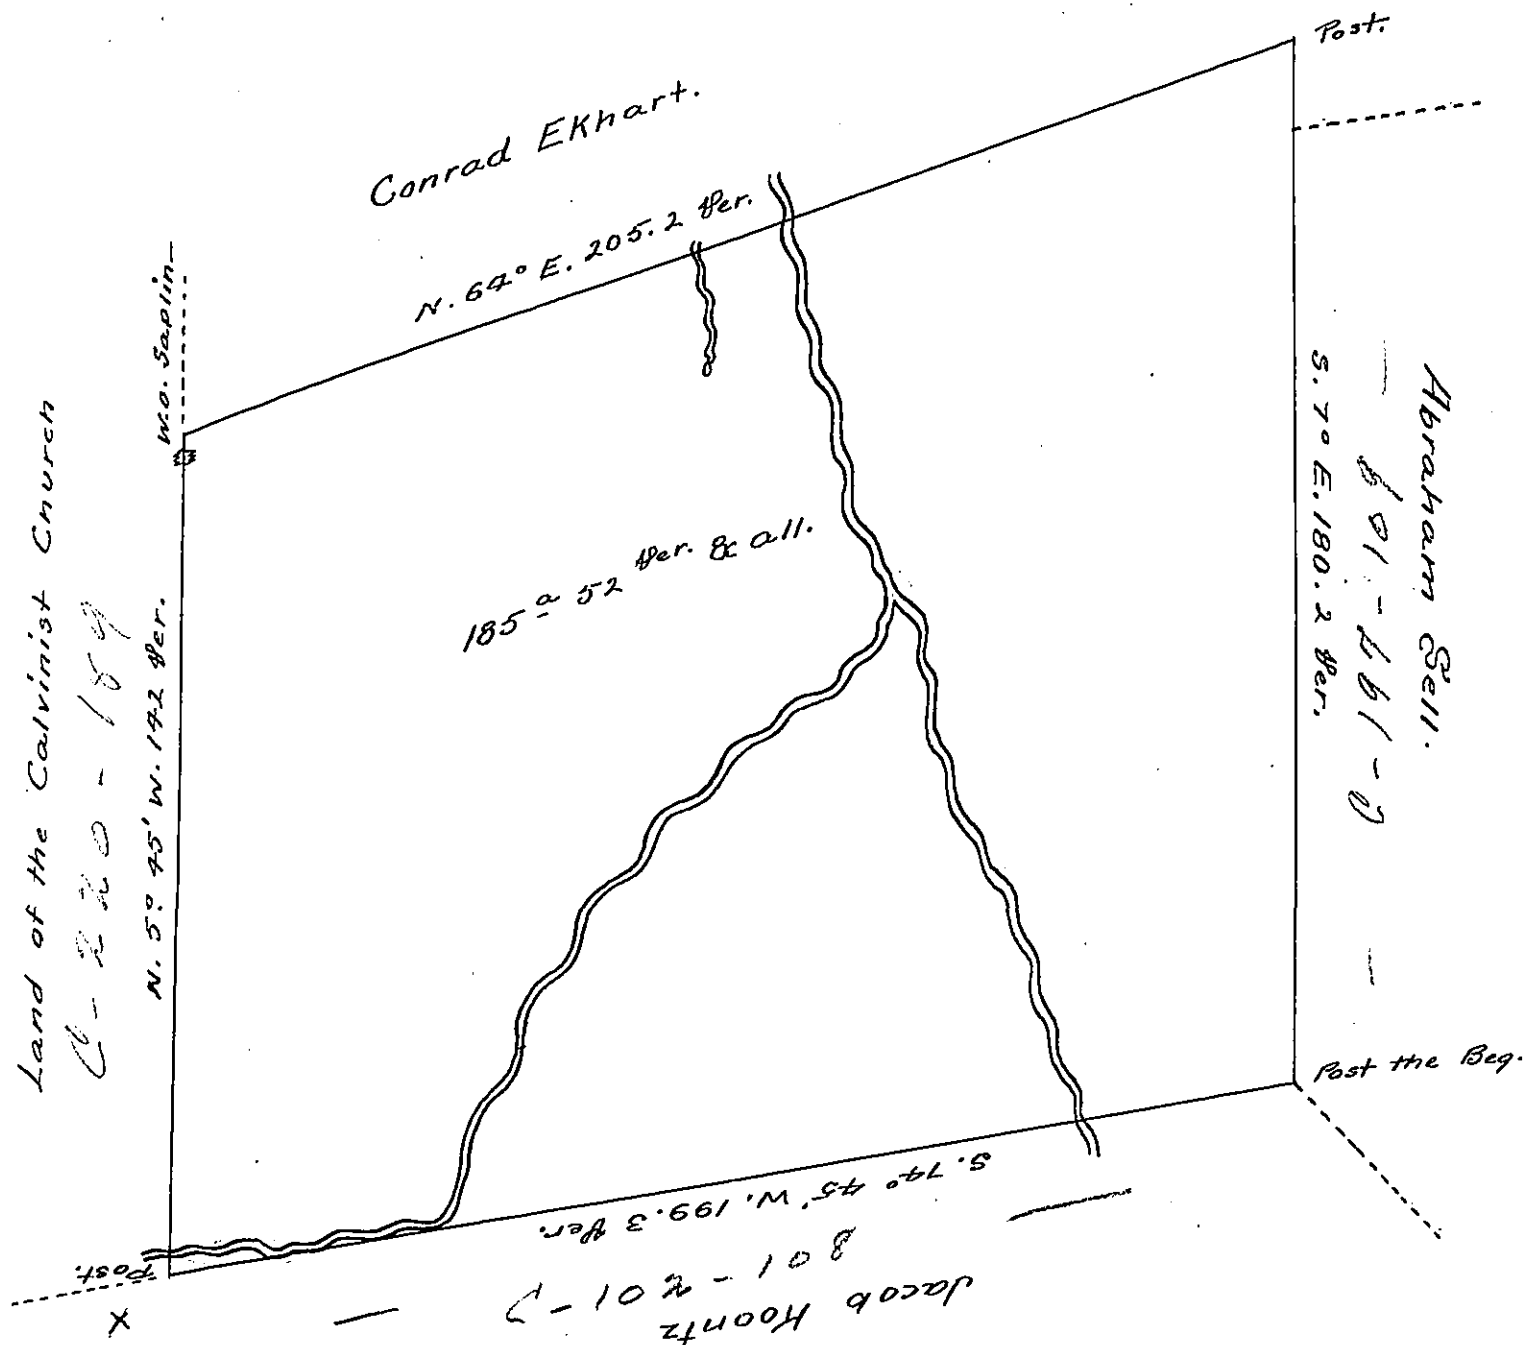 Post.
Conrad Ekhart.
N. 64° E. 205.2 Per.
W.O. Saplin
Land of the Calvinist Church
C-220-189
N. 5° 45' W. 142 Per.
185 a 52 Per. & all.
S. 7° E. 180.2 Per.
Abraham Sell.
Post the Beg.
S. 74° 45' W. 199.3 Per.
Jacob Koontz
Post.
X